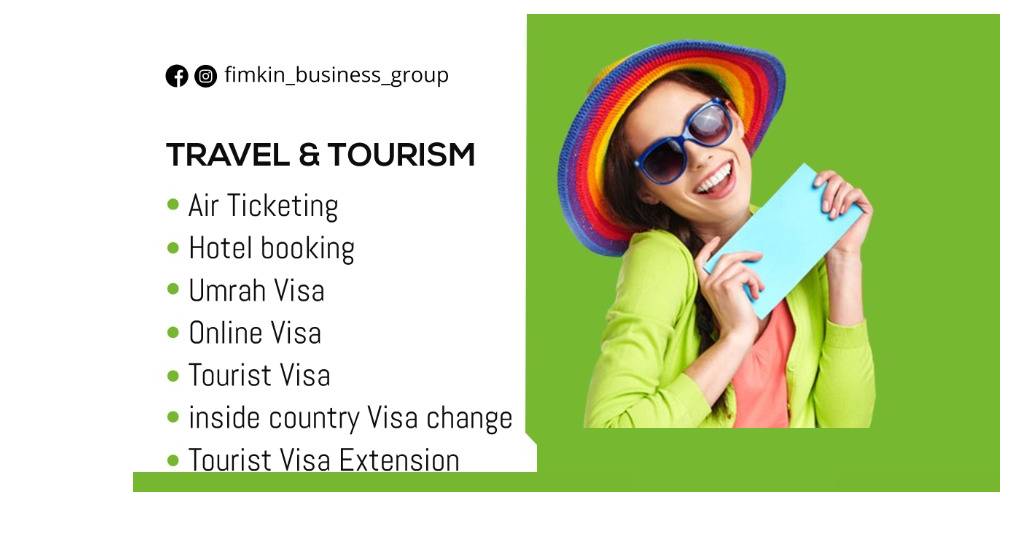 fimkin_business_group
TRAVEL & TOURISM
• Air Ticketing
• Hotel booking
• Umrah Visa
• Online Visa
• Tourist Visa
• inside country Visa change
• Tourist Visa Extension